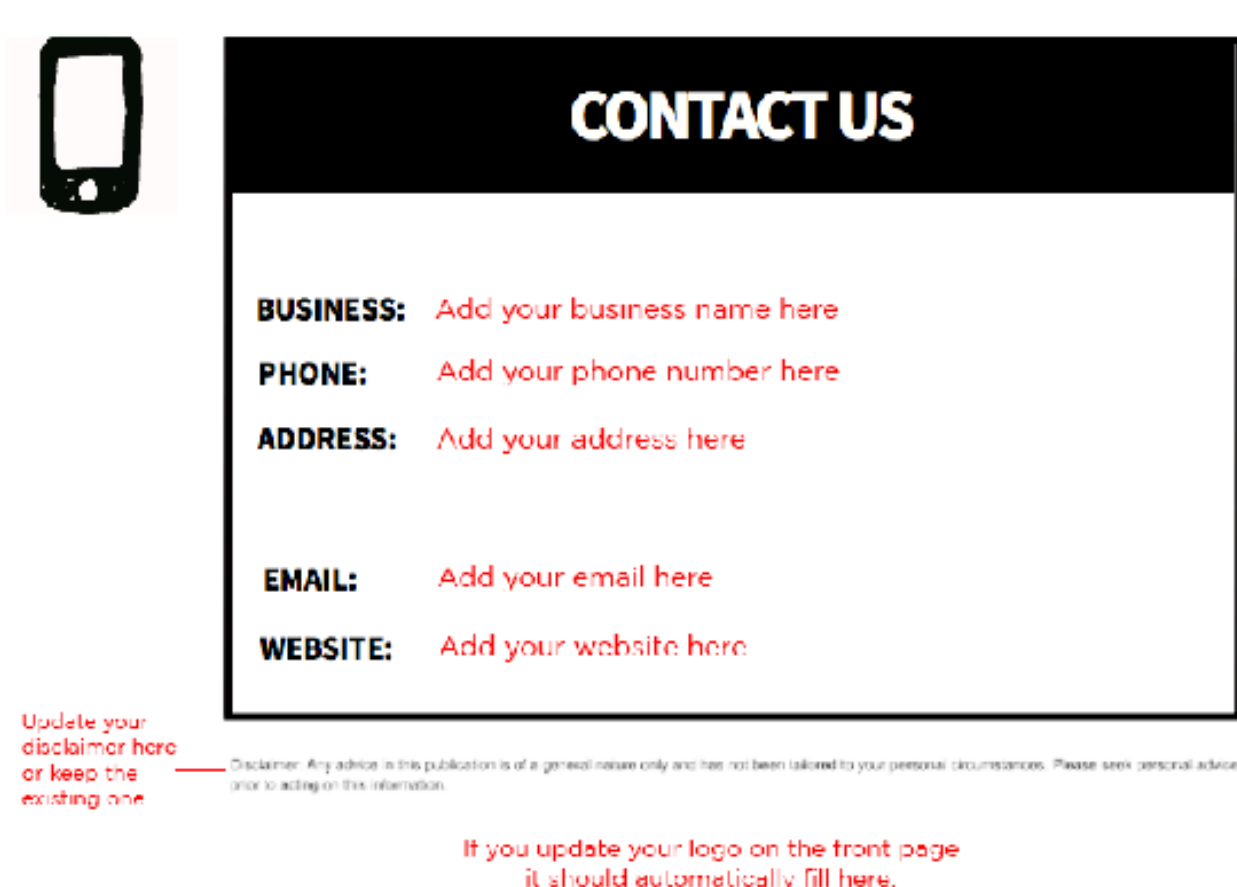 CONTACT US
BUSINESS: Add your business name here
PHONE: Add your phone number here
ADDRESS: Add your address here
EMAIL: Add your email here
WEBSITE: Add your website here
Update your
disclaimer here
or keep the
existing one
Disclaimer: Any advice in this publication is of a general nature only and has not been tailored to your personal circumstances. Please seek personal advice
prior to acting on this information.
If you update your logo on the front page
it should automatically fill here.